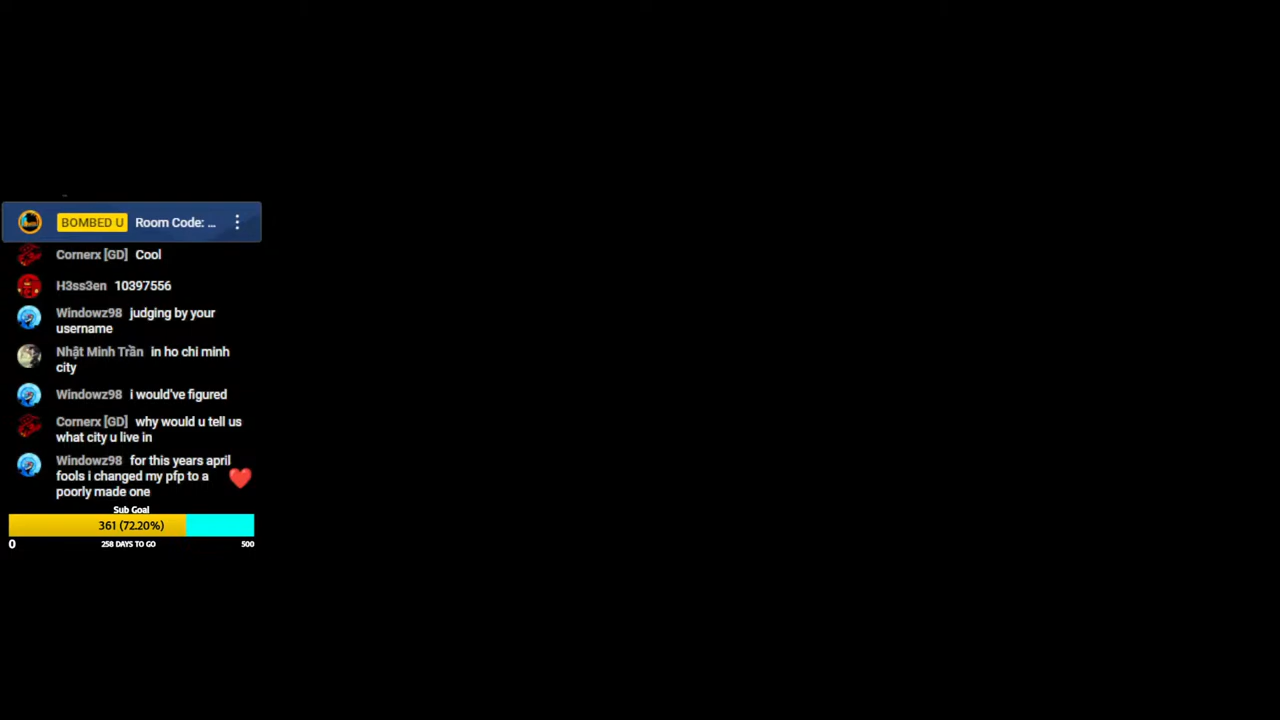 BOMBED U Room Code: ...
Cornerx [GD] Cool
H3ss3en 10397556
Windowz98 judging by your
username
Nhật Minh Trần in ho chi minh
city
Windowz98 i would've figured
Cornerx [GD] why would u tell us
what city u live in
Windowz98 for this years april
fools i changed my pfp to a
poorly made one
Sub Goal
361 (72.20%)
0 258 DAYS TO GO 500